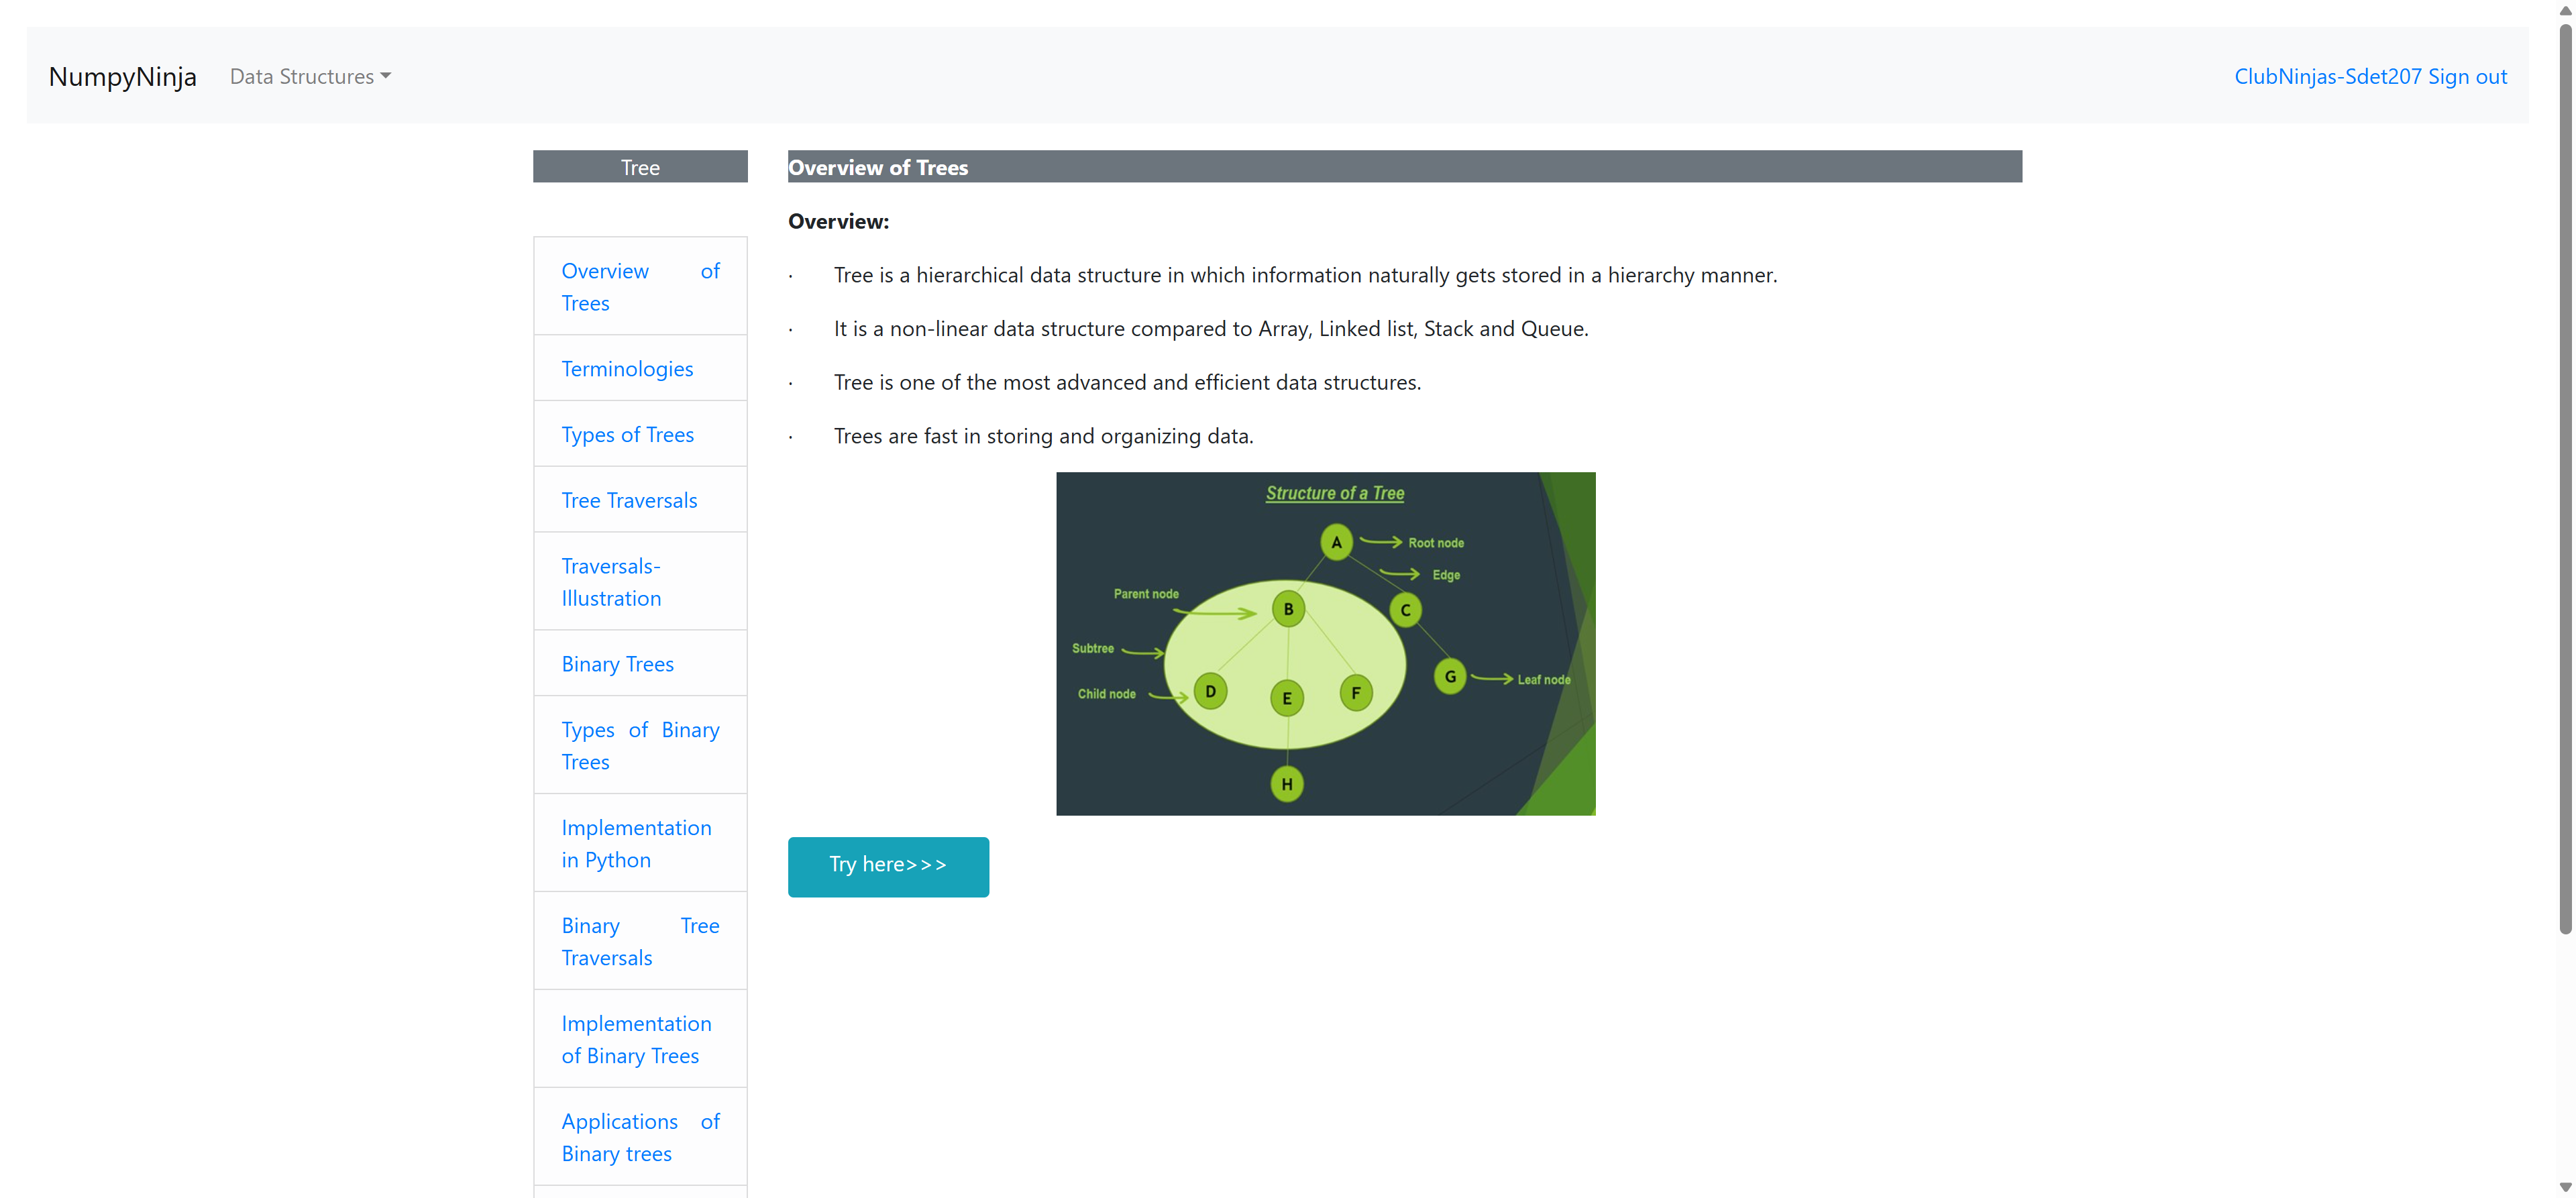 NumpyNinja Data Structures ClubNinjas-Sdet207 Sign out
Tree
Overview of Trees
Terminologies
Types of Trees
Tree Traversals
Traversals-
Illustration
Binary Trees
Types of Binary
Trees
Implementation
in Python
Binary Tree
Traversals
Implementation
of Binary Trees
Applications of
Binary trees
Overview of Trees
Overview:
· Tree is a hierarchical data structure in which information naturally gets stored in a hierarchy manner.
· It is a non-linear data structure compared to Array, Linked list, Stack and Queue.
· Tree is one of the most advanced and efficient data structures.
· Trees are fast in storing and organizing data.
Structure of a Tree
A Root node
Edge
Parent node B C
Subtree
Child node D E F G Leaf node
H
Try here>>>